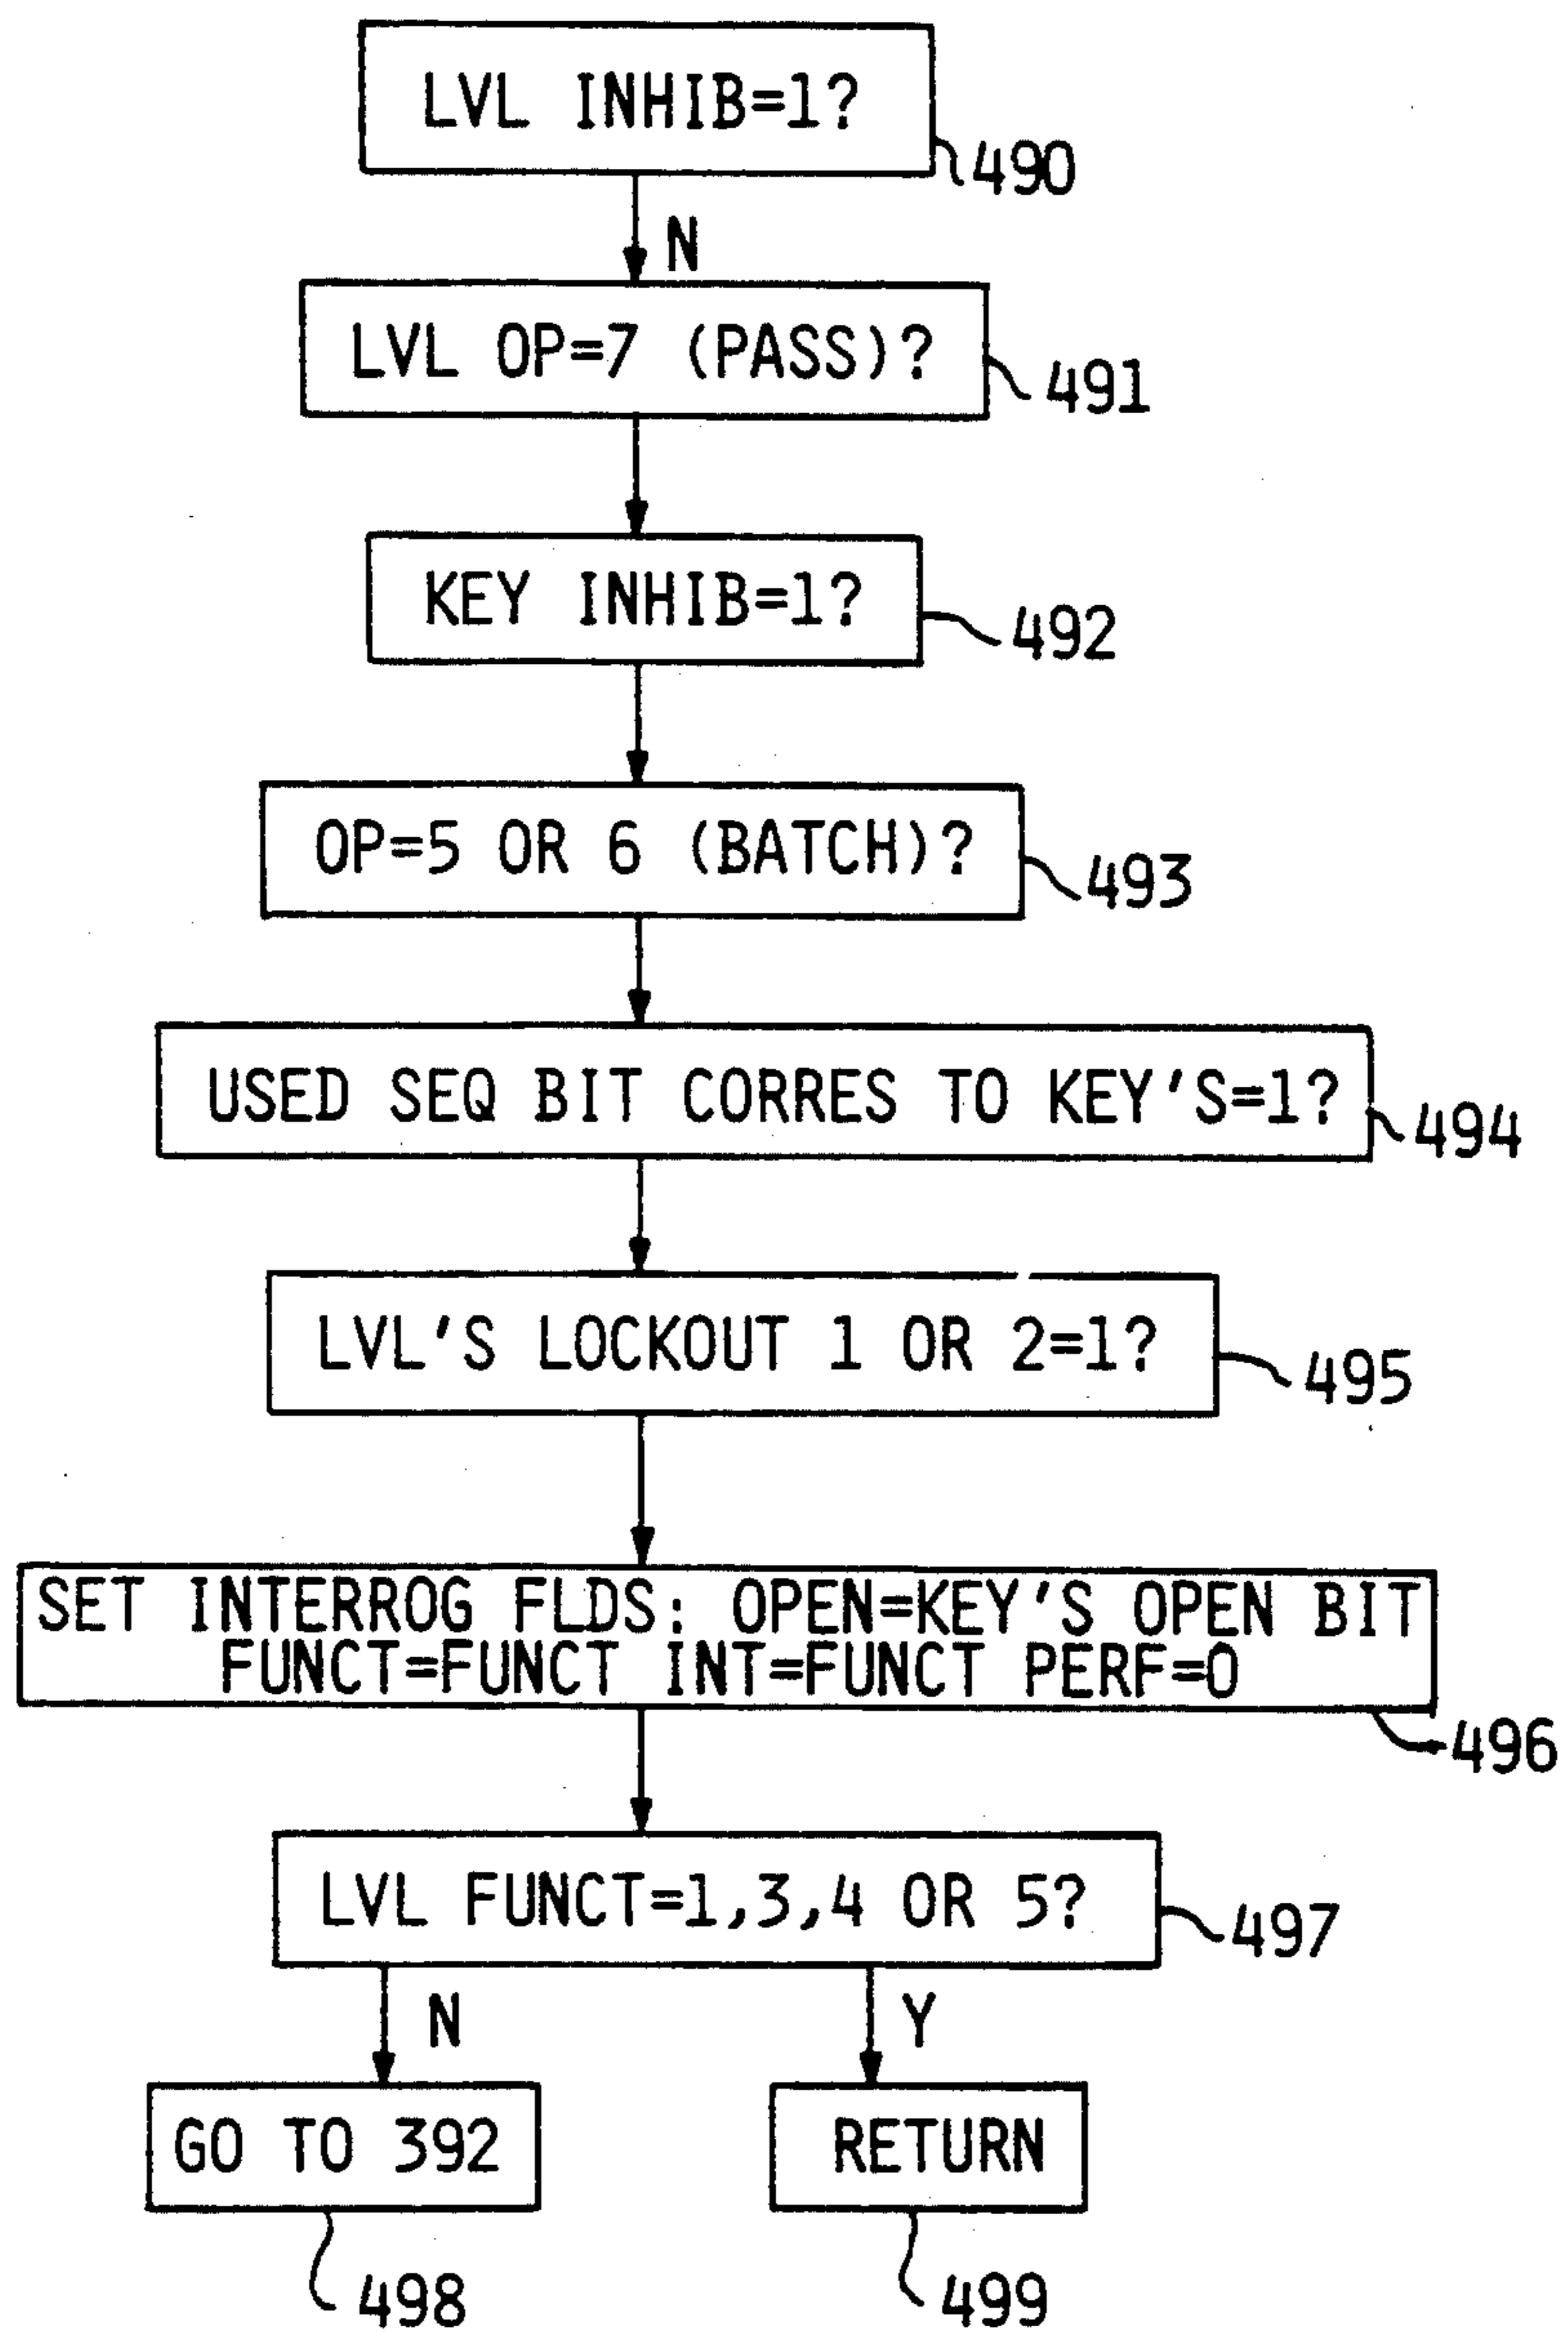 LVL INHIB=1?
490
N
LVL OP=7 (PASS)?
491
KEY INHIB=1?
492
OP=5 OR 6 (BATCH)?
493
USED SEQ BIT CORRES TO KEY'S=1?
494
LVL'S LOCKOUT 1 OR 2=1?
495
SET INTERROG FLDS: OPEN=KEY'S OPEN BIT
FUNCT=FUNCT INT=FUNCT PERF=0
496
LVL FUNCT=1,3,4 OR 5?
497
N
Y
GO TO 392
RETURN
498
499